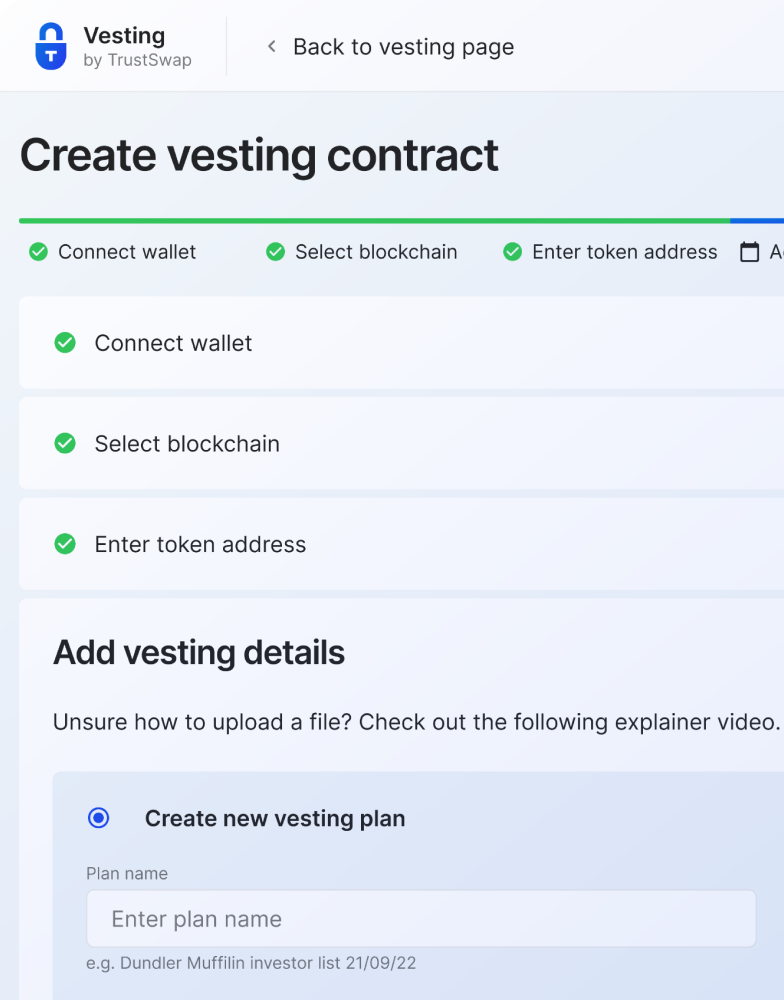 Vesting
by TrustSwap
Back to vesting page
Create vesting contract
Connect wallet
Select blockchain
Enter token address
Connect wallet
Select blockchain
Enter token address
Add vesting details
Unsure how to upload a file? Check out the following explainer video.
Create new vesting plan
Plan name
Enter plan name
e.g. Dundler Muffilin investor list 21/09/22